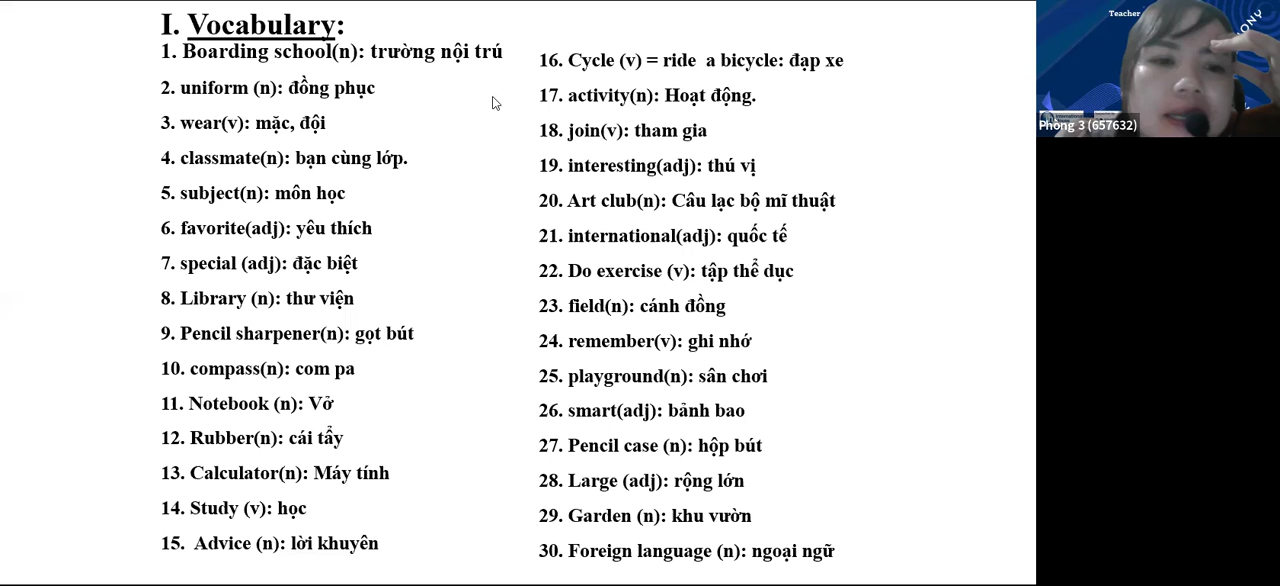 I. Vocabulary:
1. Boarding school(n): trường nội trú
2. uniform (n): đồng phục
3. wear(v): mặc, đội
4. classmate(n): bạn cùng lớp.
5. subject(n): môn học
6. favorite(adj): yêu thích
7. special (adj): đặc biệt
8. Library (n): thư viện
9. Pencil sharpener(n): gọt bút
10. compass(n): com pa
11. Notebook (n): Vở
12. Rubber(n): cái tẩy
13. Calculator(n): Máy tính
14. Study (v): học
15. Advice (n): lời khuyên
16. Cycle (v) = ride a bicycle: đạp xe
17. activity(n): Hoạt động.
18. join(v): tham gia
19. interesting(adj): thú vị
20. Art club(n): Câu lạc bộ mĩ thuật
21. international(adj): quốc tế
22. Do exercise (v): tập thể dục
23. field(n): cánh đồng
24. remember(v): ghi nhớ
25. playground(n): sân chơi
26. smart(adj): bảnh bao
27. Pencil case (n): hộp bút
28. Large (adj): rộng lớn
29. Garden (n): khu vườn
30. Foreign language (n): ngoại ngữ
Teacher
Phòng 3 (657632)